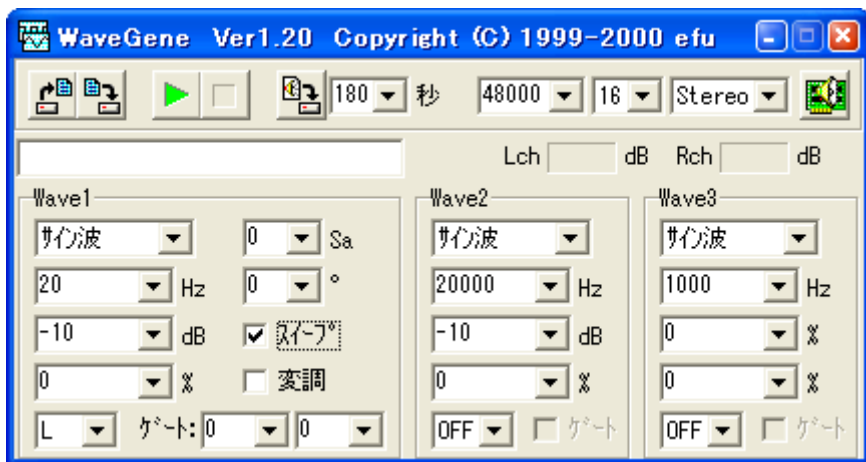 WaveGene Ver1.20 Copyright (C) 1999-2000 efu
180 秒 48000 16 Stereo
Lch dB Rch dB
Wave1 Wave2 Wave3
サイン波 0 Sa サイン波 サイン波
20 Hz 0 ° 20000 Hz 1000 Hz
-10 dB スイープ -10 dB 0 %
0 % 変調 0 % 0 %
L ゲート: 0 0 OFF ゲート OFF ゲート